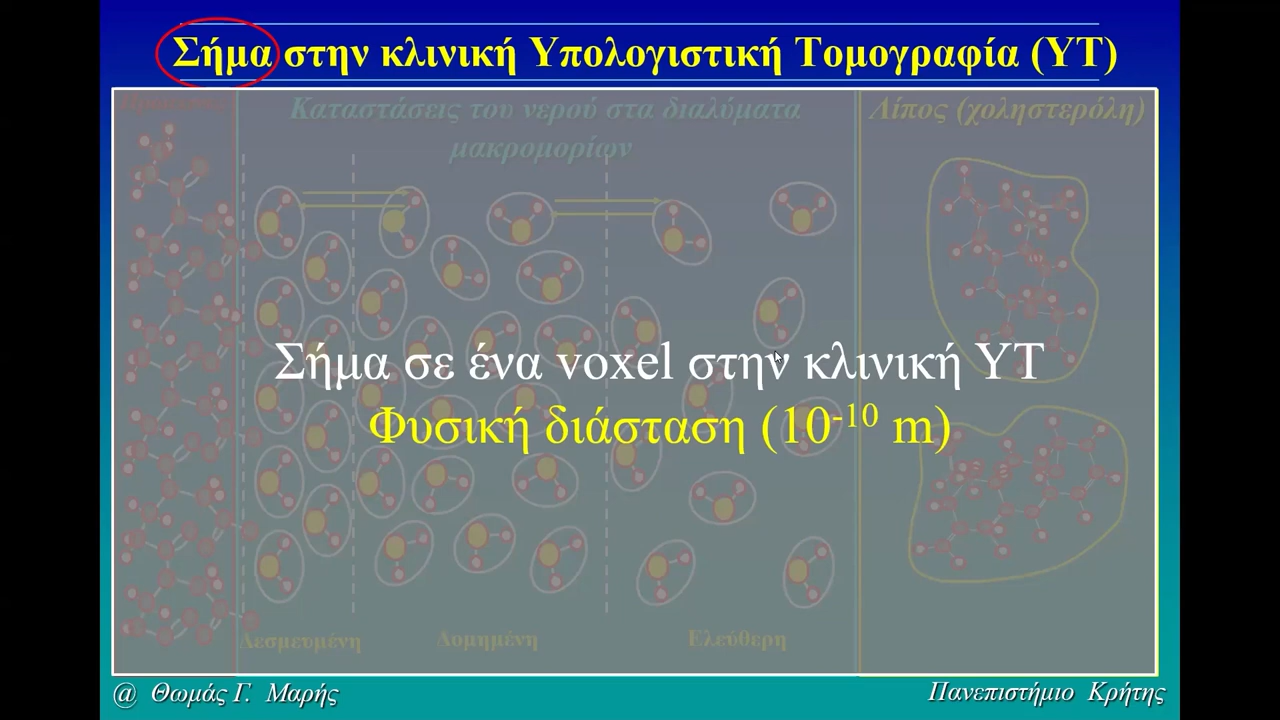 Σήμα στην κλινική Υπολογιστική Τομογραφία (ΥΤ)
Καταστάσεις του νερού στα διαλύματα
μακρομορίων
Λίπος (χοληστερόλη)
Σήμα σε ένα voxel στην κλινική ΥΤ
Φυσική διάσταση (10⁻¹⁰ m)
Δεσμευμένη Δομημένη Ελεύθερη
@ Θωμάς Γ. Μαρής
Πανεπιστήμιο Κρήτης